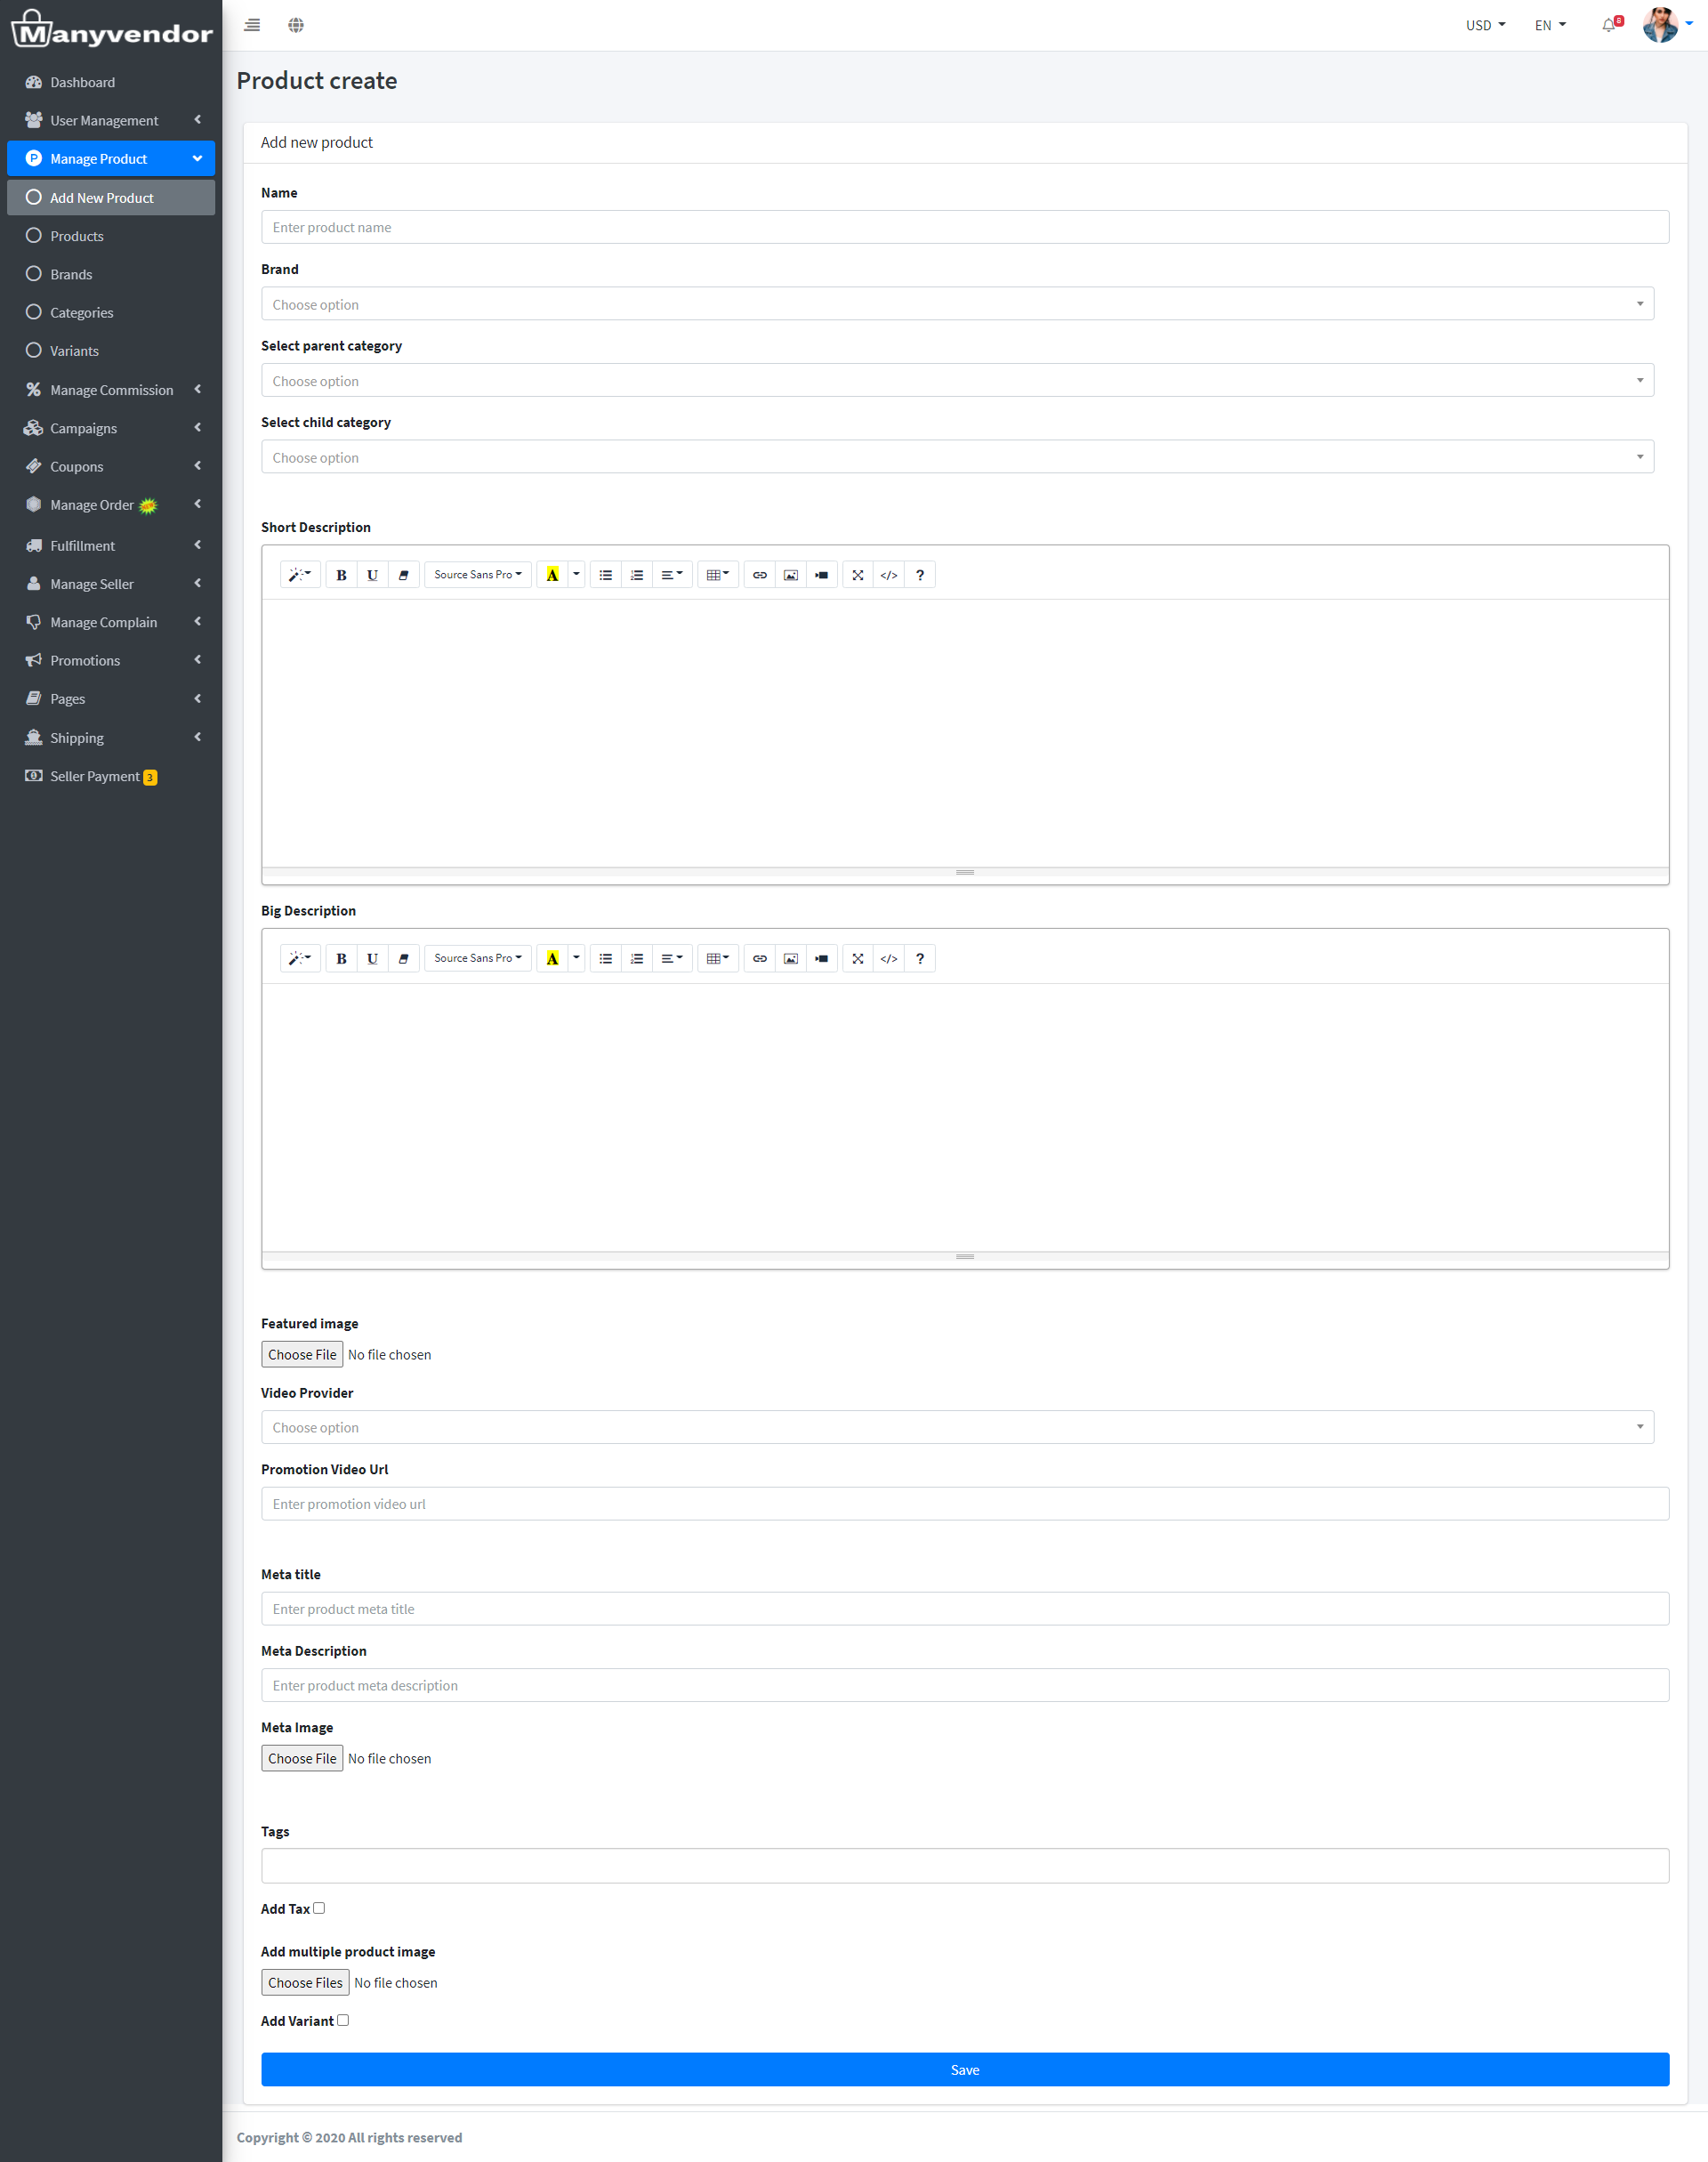 Manyvendor
USD
EN
8
Dashboard
User Management
Manage Product
Add New Product
Products
Brands
Categories
Variants
Manage Commission
Campaigns
Coupons
Manage Order
Fulfillment
Manage Seller
Manage Complain
Promotions
Pages
Shipping
Seller Payment 3
Product create
Add new product
Name
Enter product name
Brand
Choose option
Select parent category
Choose option
Select child category
Choose option
Short Description
B U Source Sans Pro A </> ?
Big Description
B U Source Sans Pro A </> ?
Featured image
Choose File No file chosen
Video Provider
Choose option
Promotion Video Url
Enter promotion video url
Meta title
Enter product meta title
Meta Description
Enter product meta description
Meta Image
Choose File No file chosen
Tags
Add Tax
Add multiple product image
Choose Files No file chosen
Add Variant
Save
Copyright © 2020 All rights reserved